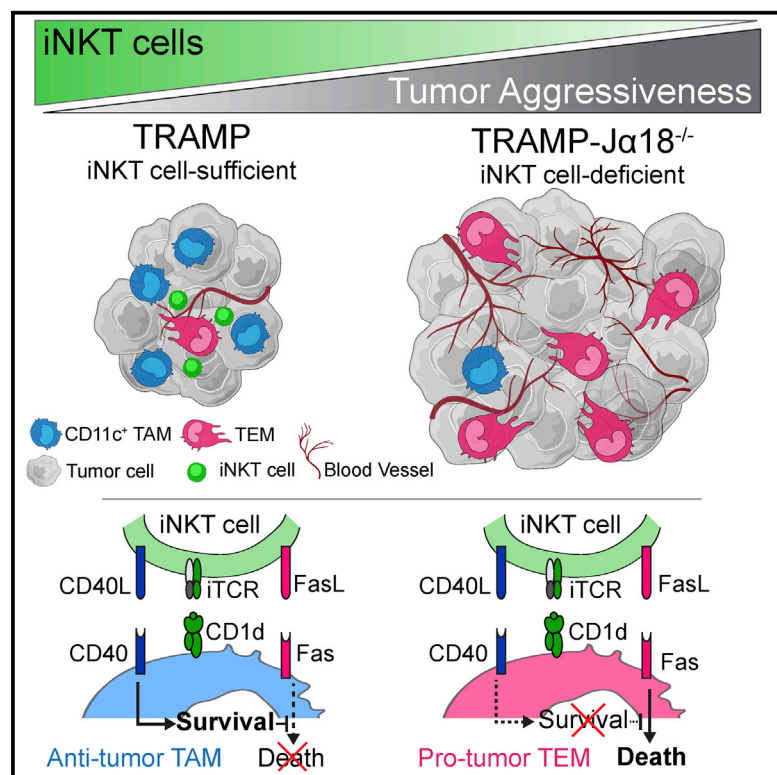 iNKT cells
Tumor Aggressiveness
TRAMP
iNKT cell-sufficient
TRAMP-Jα18⁻/⁻
iNKT cell-deficient
CD11c⁺ TAM
TEM
Tumor cell
iNKT cell
Blood Vessel
iNKT cell
CD40L
iTCR
FasL
CD1d
CD40
Fas
Survival
Anti-tumor TAM
Death
iNKT cell
CD40L
iTCR
FasL
CD1d
CD40
Fas
Survival
Pro-tumor TEM
Death